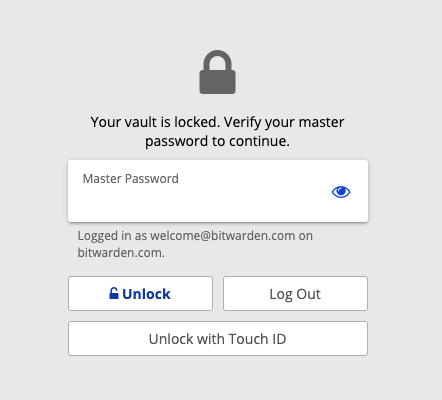 Your vault is locked. Verify your master
password to continue.
Master Password
Logged in as welcome@bitwarden.com on
bitwarden.com.
Unlock
Log Out
Unlock with Touch ID